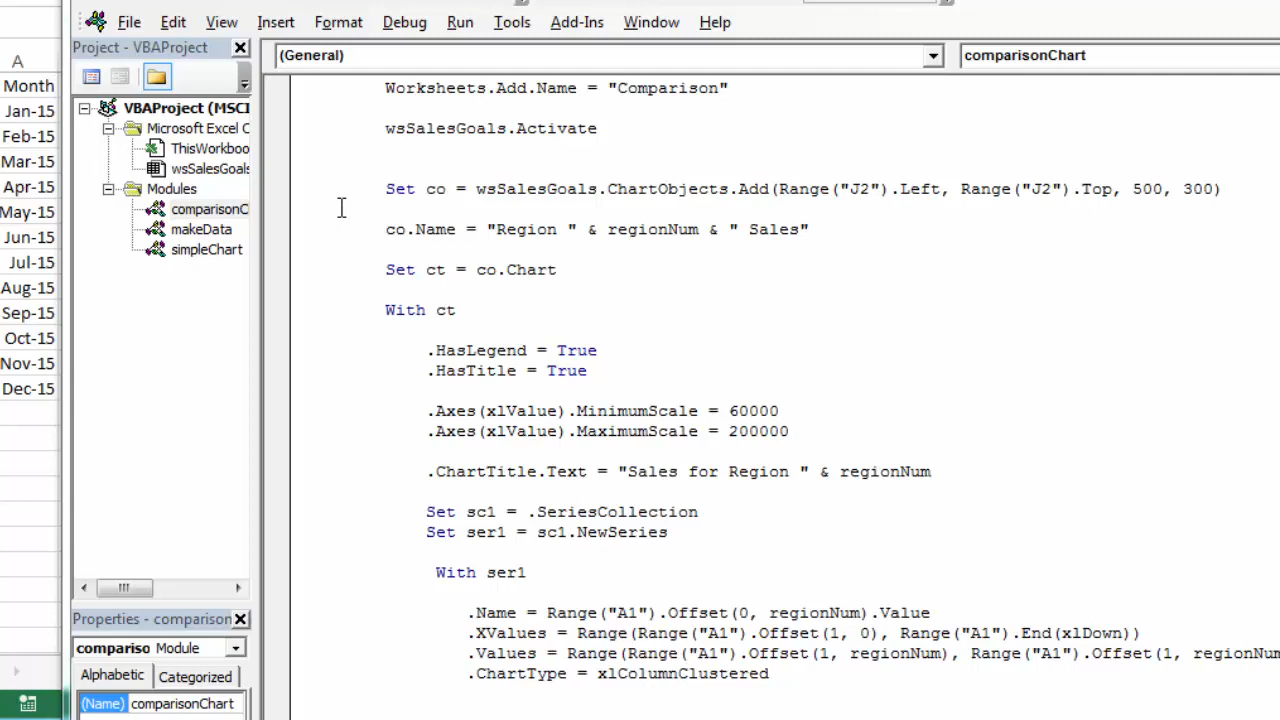 File Edit View Insert Format Debug Run Tools Add-Ins Window Help
Project - VBAProject
(General) comparisonChart
A
Month
Jan-15
Feb-15
Mar-15
Apr-15
May-15
Jun-15
Jul-15
Aug-15
Sep-15
Oct-15
Nov-15
Dec-15
VBAProject (MSCI
Microsoft Excel C
ThisWorkboo
wsSalesGoals
Modules
comparisonC
makeData
simpleChart
Properties - comparison
compariso Module
Alphabetic Categorized
(Name) comparisonChart
Worksheets.Add.Name = "Comparison"
wsSalesGoals.Activate
Set co = wsSalesGoals.ChartObjects.Add(Range("J2").Left, Range("J2").Top, 500, 300)
co.Name = "Region " & regionNum & " Sales"
Set ct = co.Chart
With ct
.HasLegend = True
.HasTitle = True
.Axes(xlValue).MinimumScale = 60000
.Axes(xlValue).MaximumScale = 200000
.ChartTitle.Text = "Sales for Region " & regionNum
Set sc1 = .SeriesCollection
Set ser1 = sc1.NewSeries
With ser1
.Name = Range("A1").Offset(0, regionNum).Value
.XValues = Range(Range("A1").Offset(1, 0), Range("A1").End(xlDown))
.Values = Range(Range("A1").Offset(1, regionNum), Range("A1").Offset(1, regionNum
.ChartType = xlColumnClustered